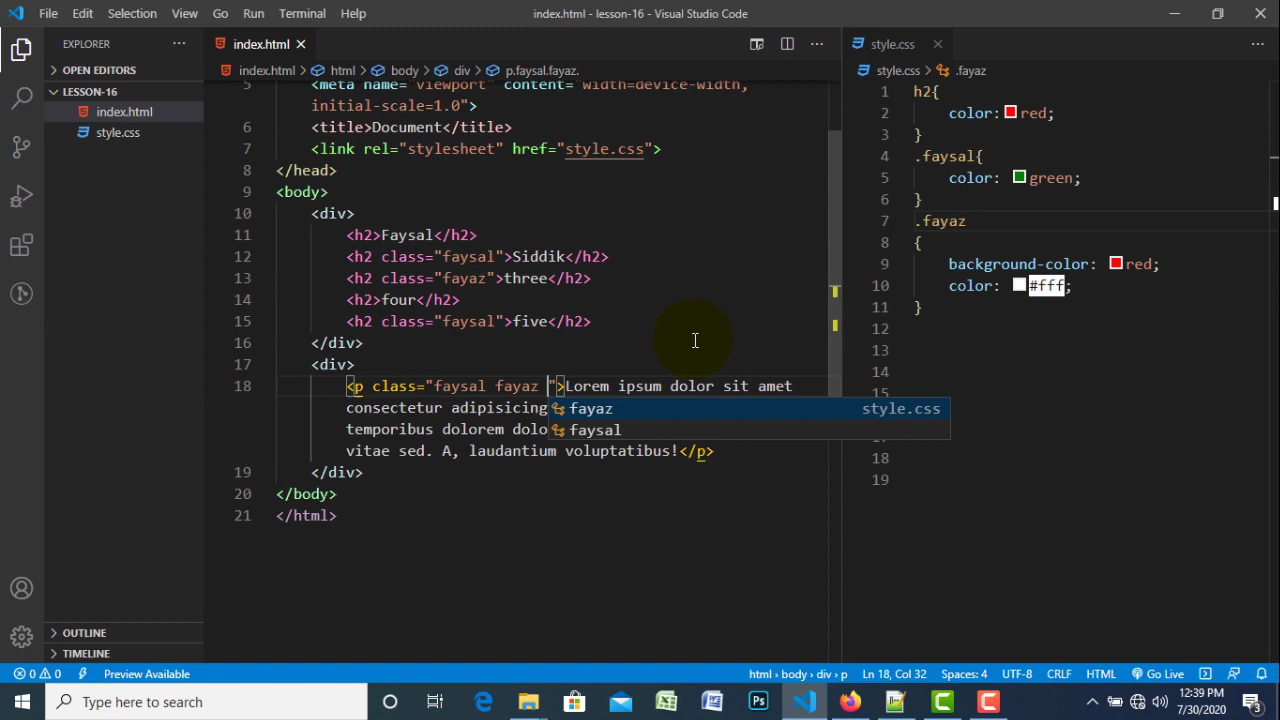 File Edit Selection View Go Run Terminal Help
index.html - lesson-16 - Visual Studio Code
EXPLORER
OPEN EDITORS
LESSON-16
index.html
style.css
OUTLINE
TIMELINE
index.html
index.html > html > body > div > p.faysal.fayaz.
5 <meta name="viewport" content="width=device-width,
initial-scale=1.0">
6 <title>Document</title>
7 <link rel="stylesheet" href="style.css">
8 </head>
9 <body>
10 <div>
11 <h2>Faysal</h2>
12 <h2 class="faysal">Siddik</h2>
13 <h2 class="fayaz">three</h2>
14 <h2>four</h2>
15 <h2 class="faysal">five</h2>
16 </div>
17 <div>
18 <p class="faysal fayaz ">Lorem ipsum dolor sit amet
consectetur adipisicing
temporibus dolorem dolo
vitae sed. A, laudantium voluptatibus!</p>
19 </div>
20 </body>
21 </html>
fayaz style.css
faysal
style.css
style.css > .fayaz
1 h2{
2 color: red;
3 }
4 .faysal{
5 color: green;
6 }
7 .fayaz
8 {
9 background-color: red;
10 color: #fff;
11 }
12
13
14
15
18
19
0 0 Preview Available
html > body > div > p Ln 18, Col 32 Spaces: 4 UTF-8 CRLF HTML Go Live
Type here to search
12:39 PM
7/30/2020
3